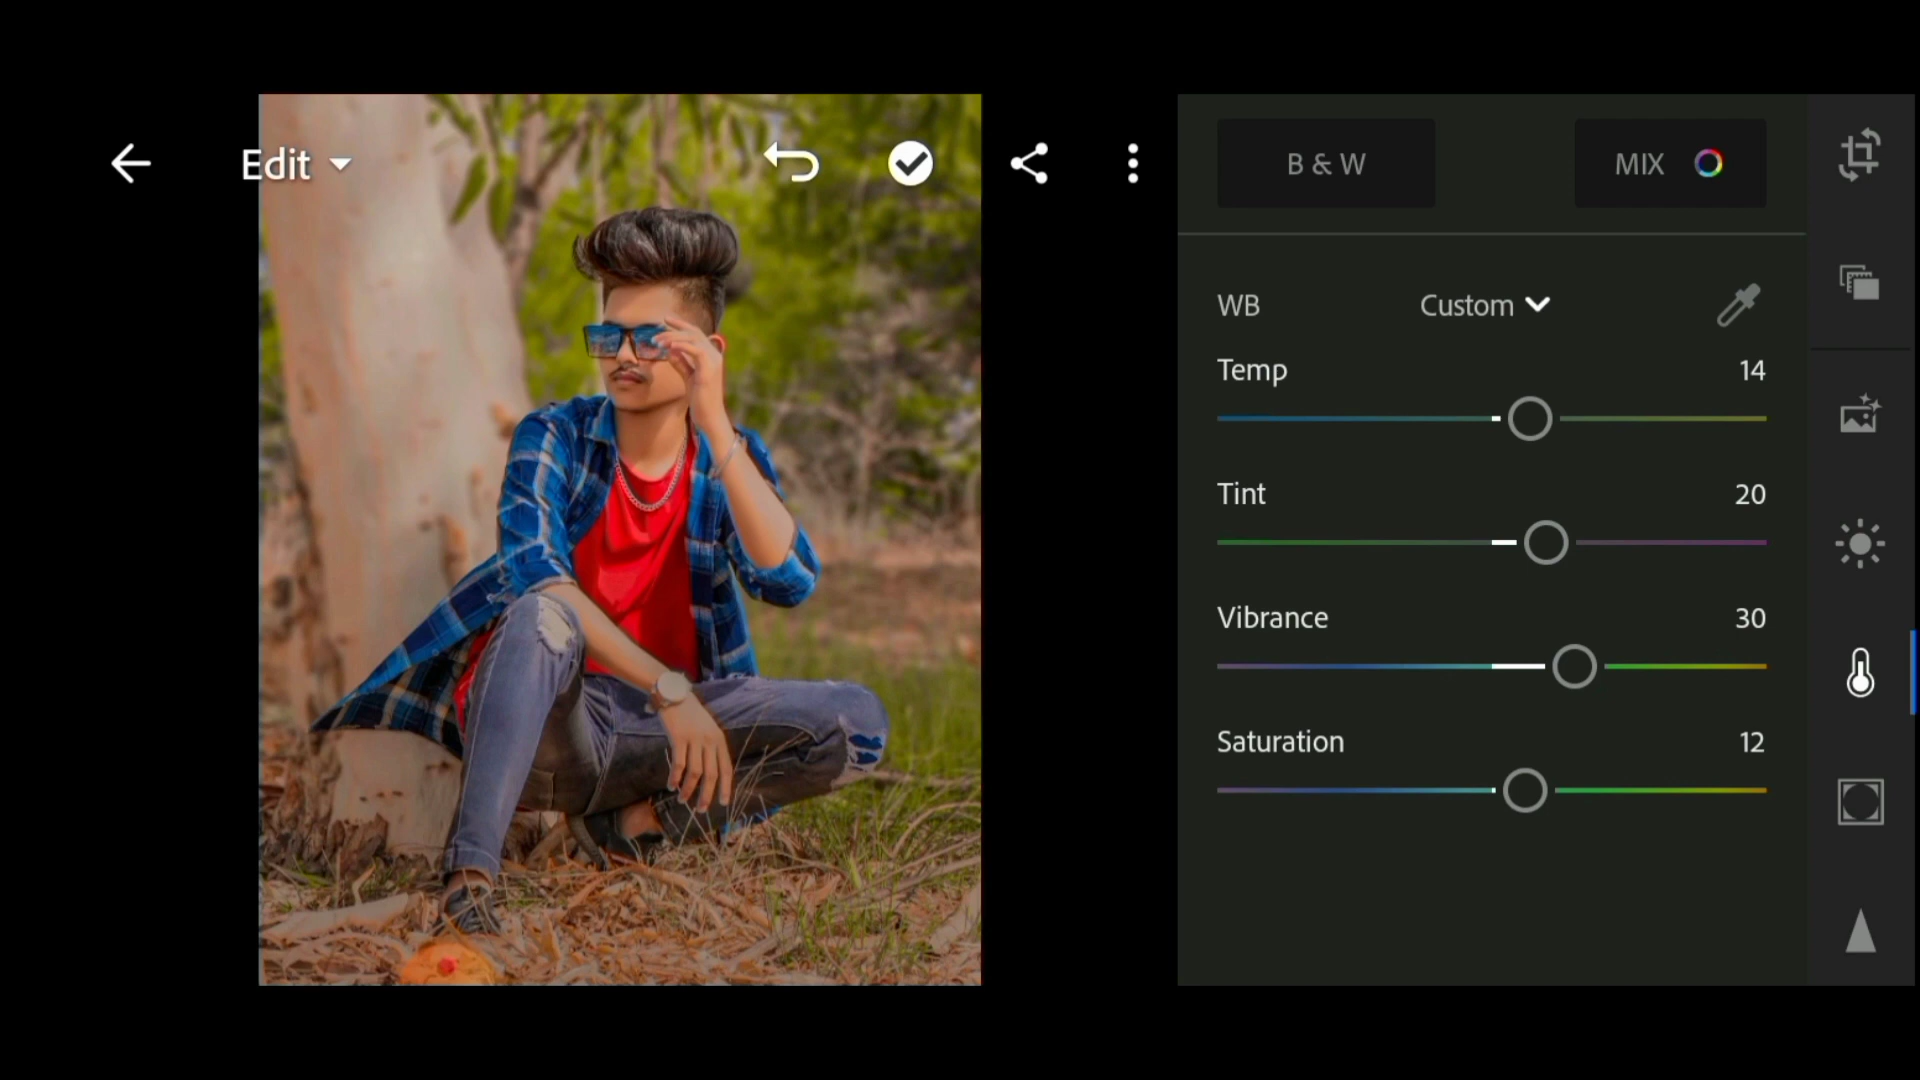 Edit
B & W
MIX
WB
Custom
Temp 14
Tint 20
Vibrance 30
Saturation 12